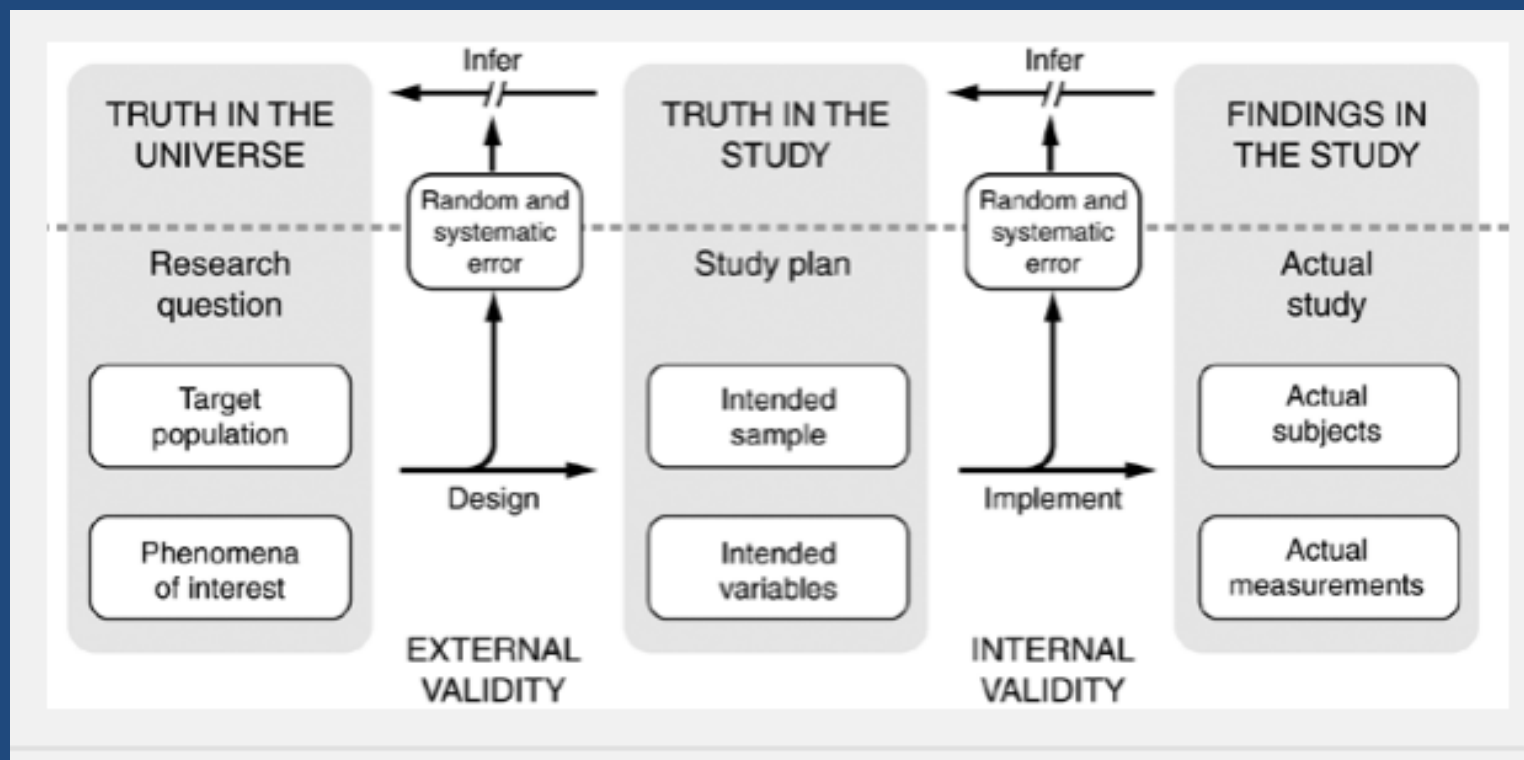 Infer
Infer
TRUTH IN THE
UNIVERSE
TRUTH IN THE
STUDY
FINDINGS IN
THE STUDY
Random and
systematic
error
Random and
systematic
error
Research
question
Study plan
Actual
study
Target
population
Intended
sample
Actual
subjects
Design
Implement
Phenomena
of interest
Intended
variables
Actual
measurements
EXTERNAL
VALIDITY
INTERNAL
VALIDITY